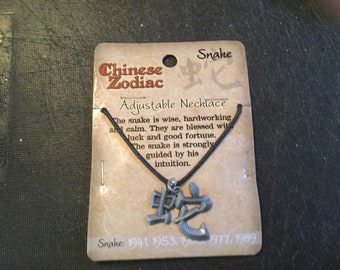 Snake
Chinese
Zodiac
蛇
Adjustable Necklace
The snake is wise, hardworking
and calm. They are blessed with
luck and good fortune.
The snake is strongly
guided by his
intuition.
蛇
Snake: 1941, 1953, 1977, 1989